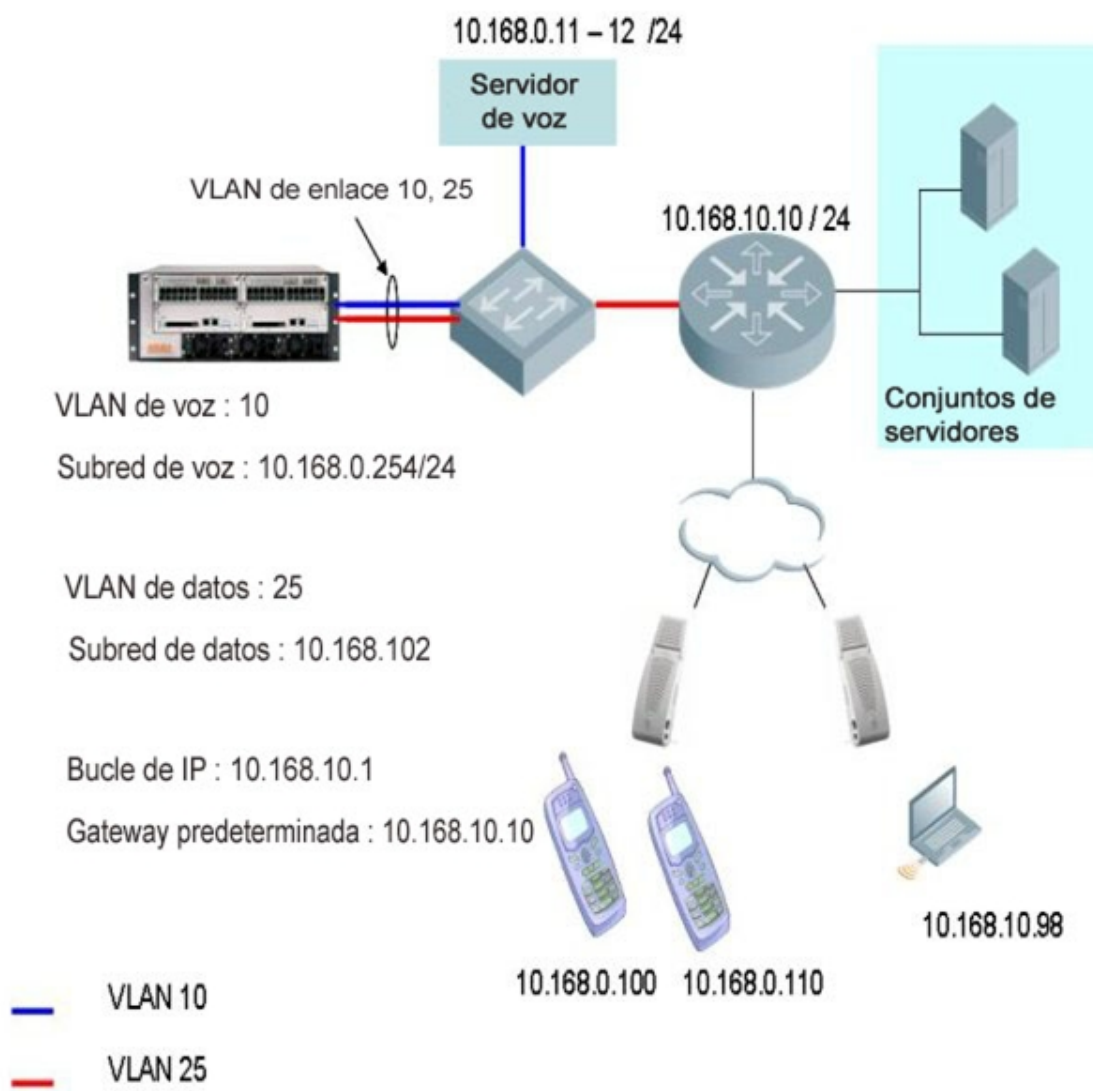 10.168.0.11 – 12 /24
Servidor
de voz
VLAN de enlace 10, 25
10.168.10.10 / 24
Conjuntos de
servidores
VLAN de voz : 10
Subred de voz : 10.168.0.254/24
VLAN de datos : 25
Subred de datos : 10.168.102
Bucle de IP : 10.168.10.1
Gateway predeterminada : 10.168.10.10
10.168.10.98
10.168.0.100
10.168.0.110
VLAN 10
VLAN 25